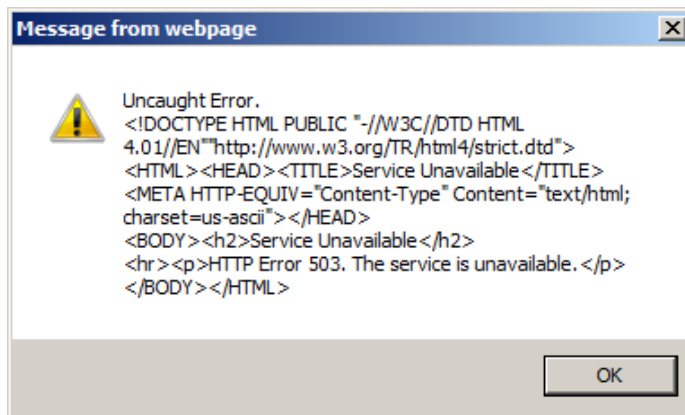 Message from webpage
Uncaught Error.
<!DOCTYPE HTML PUBLIC "-//W3C//DTD HTML
4.01//EN""http://www.w3.org/TR/html4/strict.dtd">
<HTML><HEAD><TITLE>Service Unavailable</TITLE>
<META HTTP-EQUIV="Content-Type" Content="text/html;
charset=us-ascii"></HEAD>
<BODY><h2>Service Unavailable</h2>
<hr><p>HTTP Error 503. The service is unavailable.</p>
</BODY></HTML>
OK